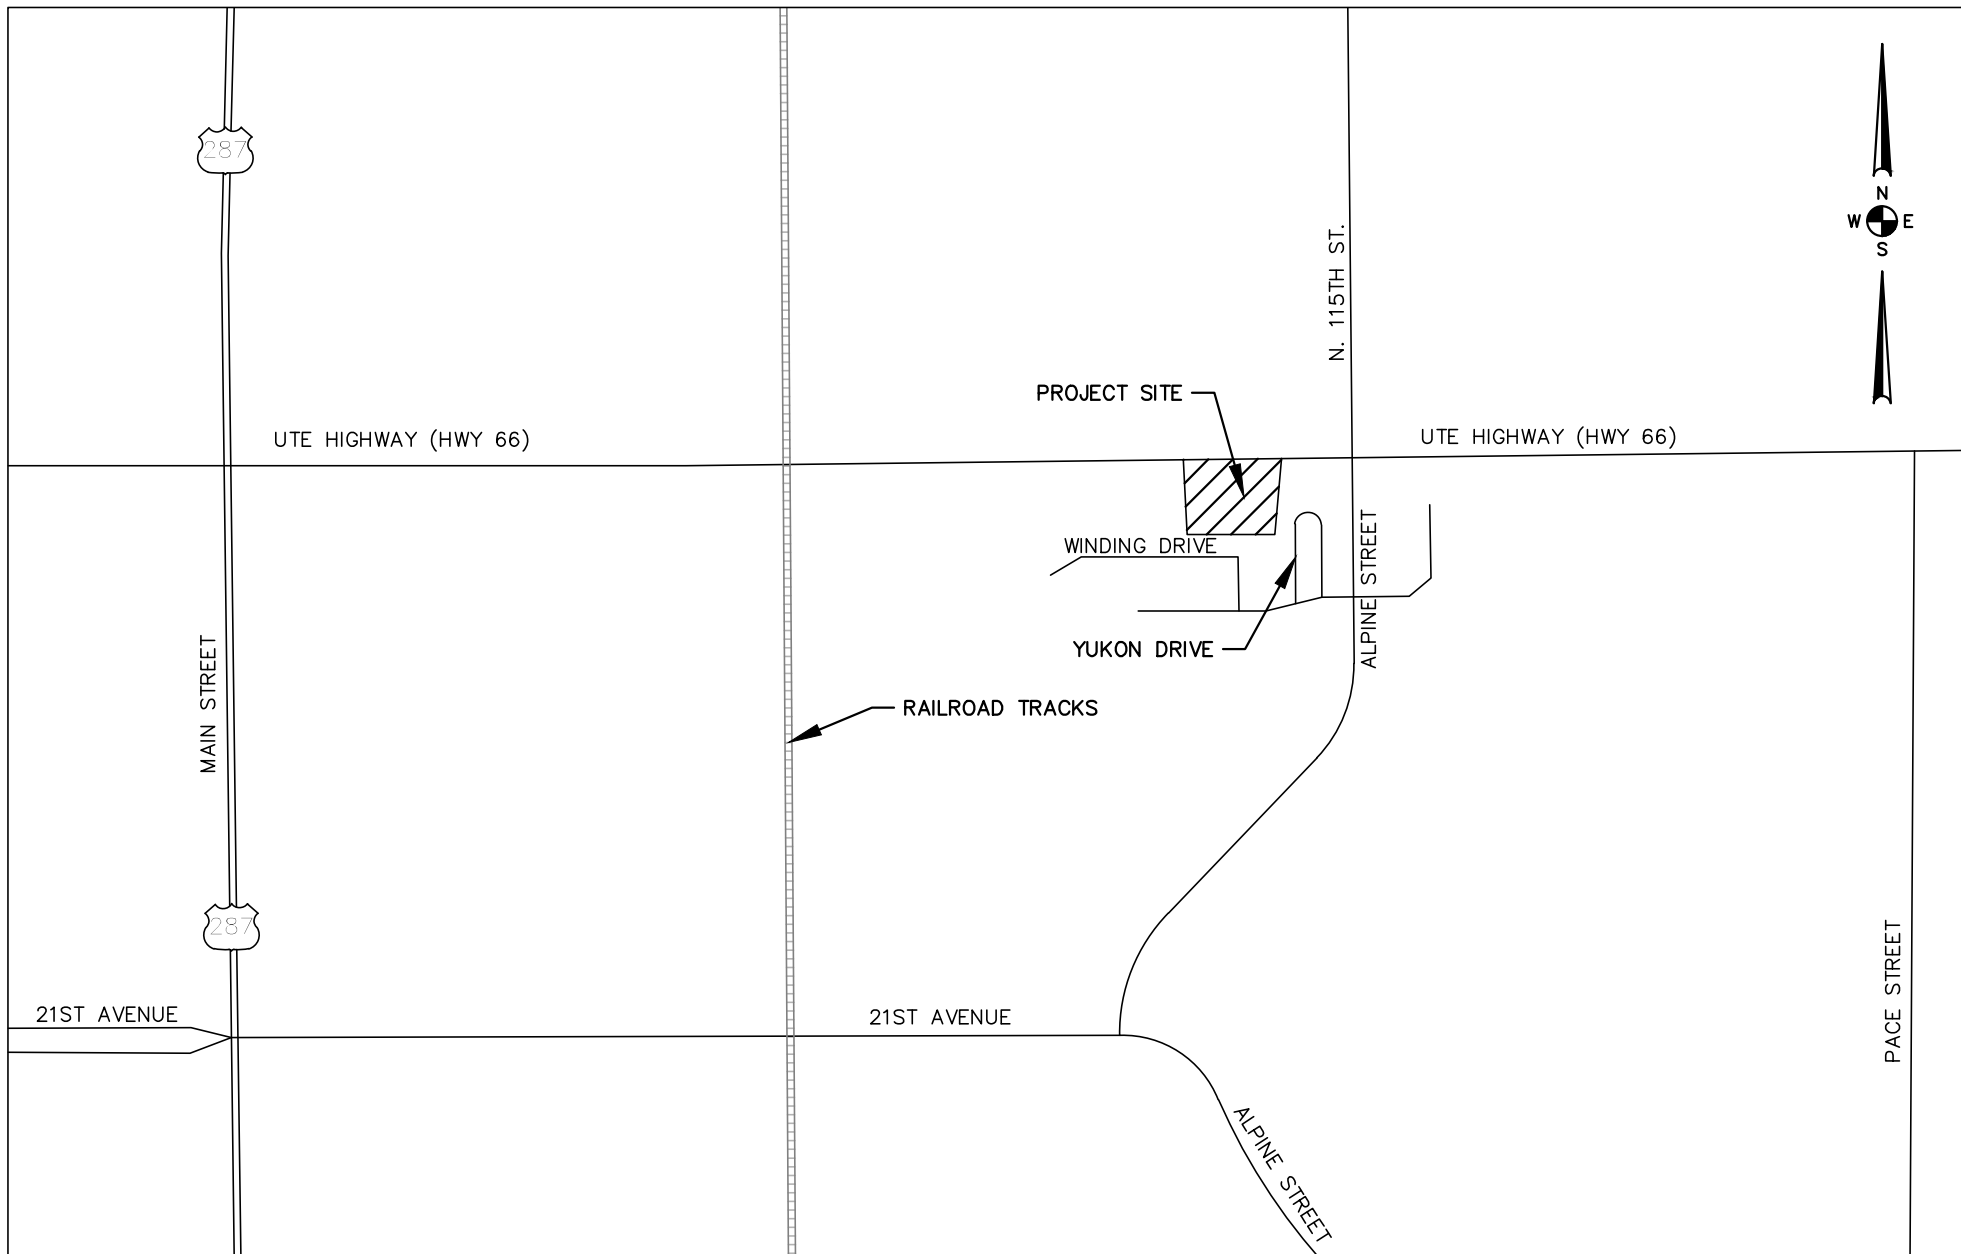 287
N
W E
S
N. 115TH ST.
PROJECT SITE
UTE HIGHWAY (HWY 66)
UTE HIGHWAY (HWY 66)
WINDING DRIVE
ALPINE STREET
YUKON DRIVE
MAIN STREET
RAILROAD TRACKS
287
21ST AVENUE
21ST AVENUE
PACE STREET
ALPINE STREET